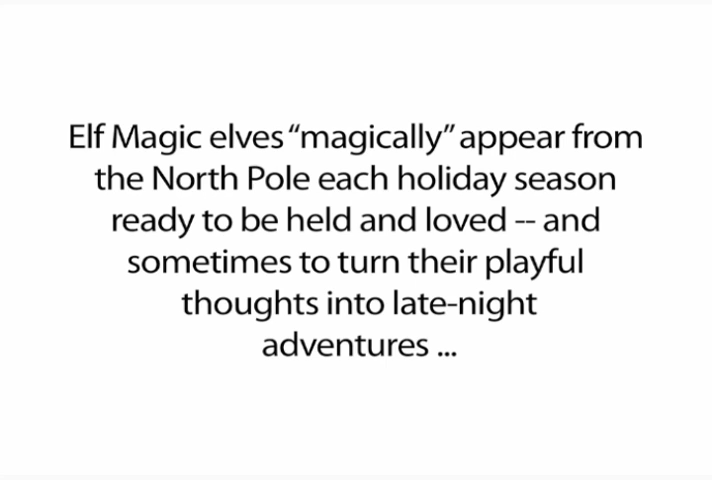 Elf Magic elves “magically” appear from
the North Pole each holiday season
ready to be held and loved -- and
sometimes to turn their playful
thoughts into late-night
adventures ...